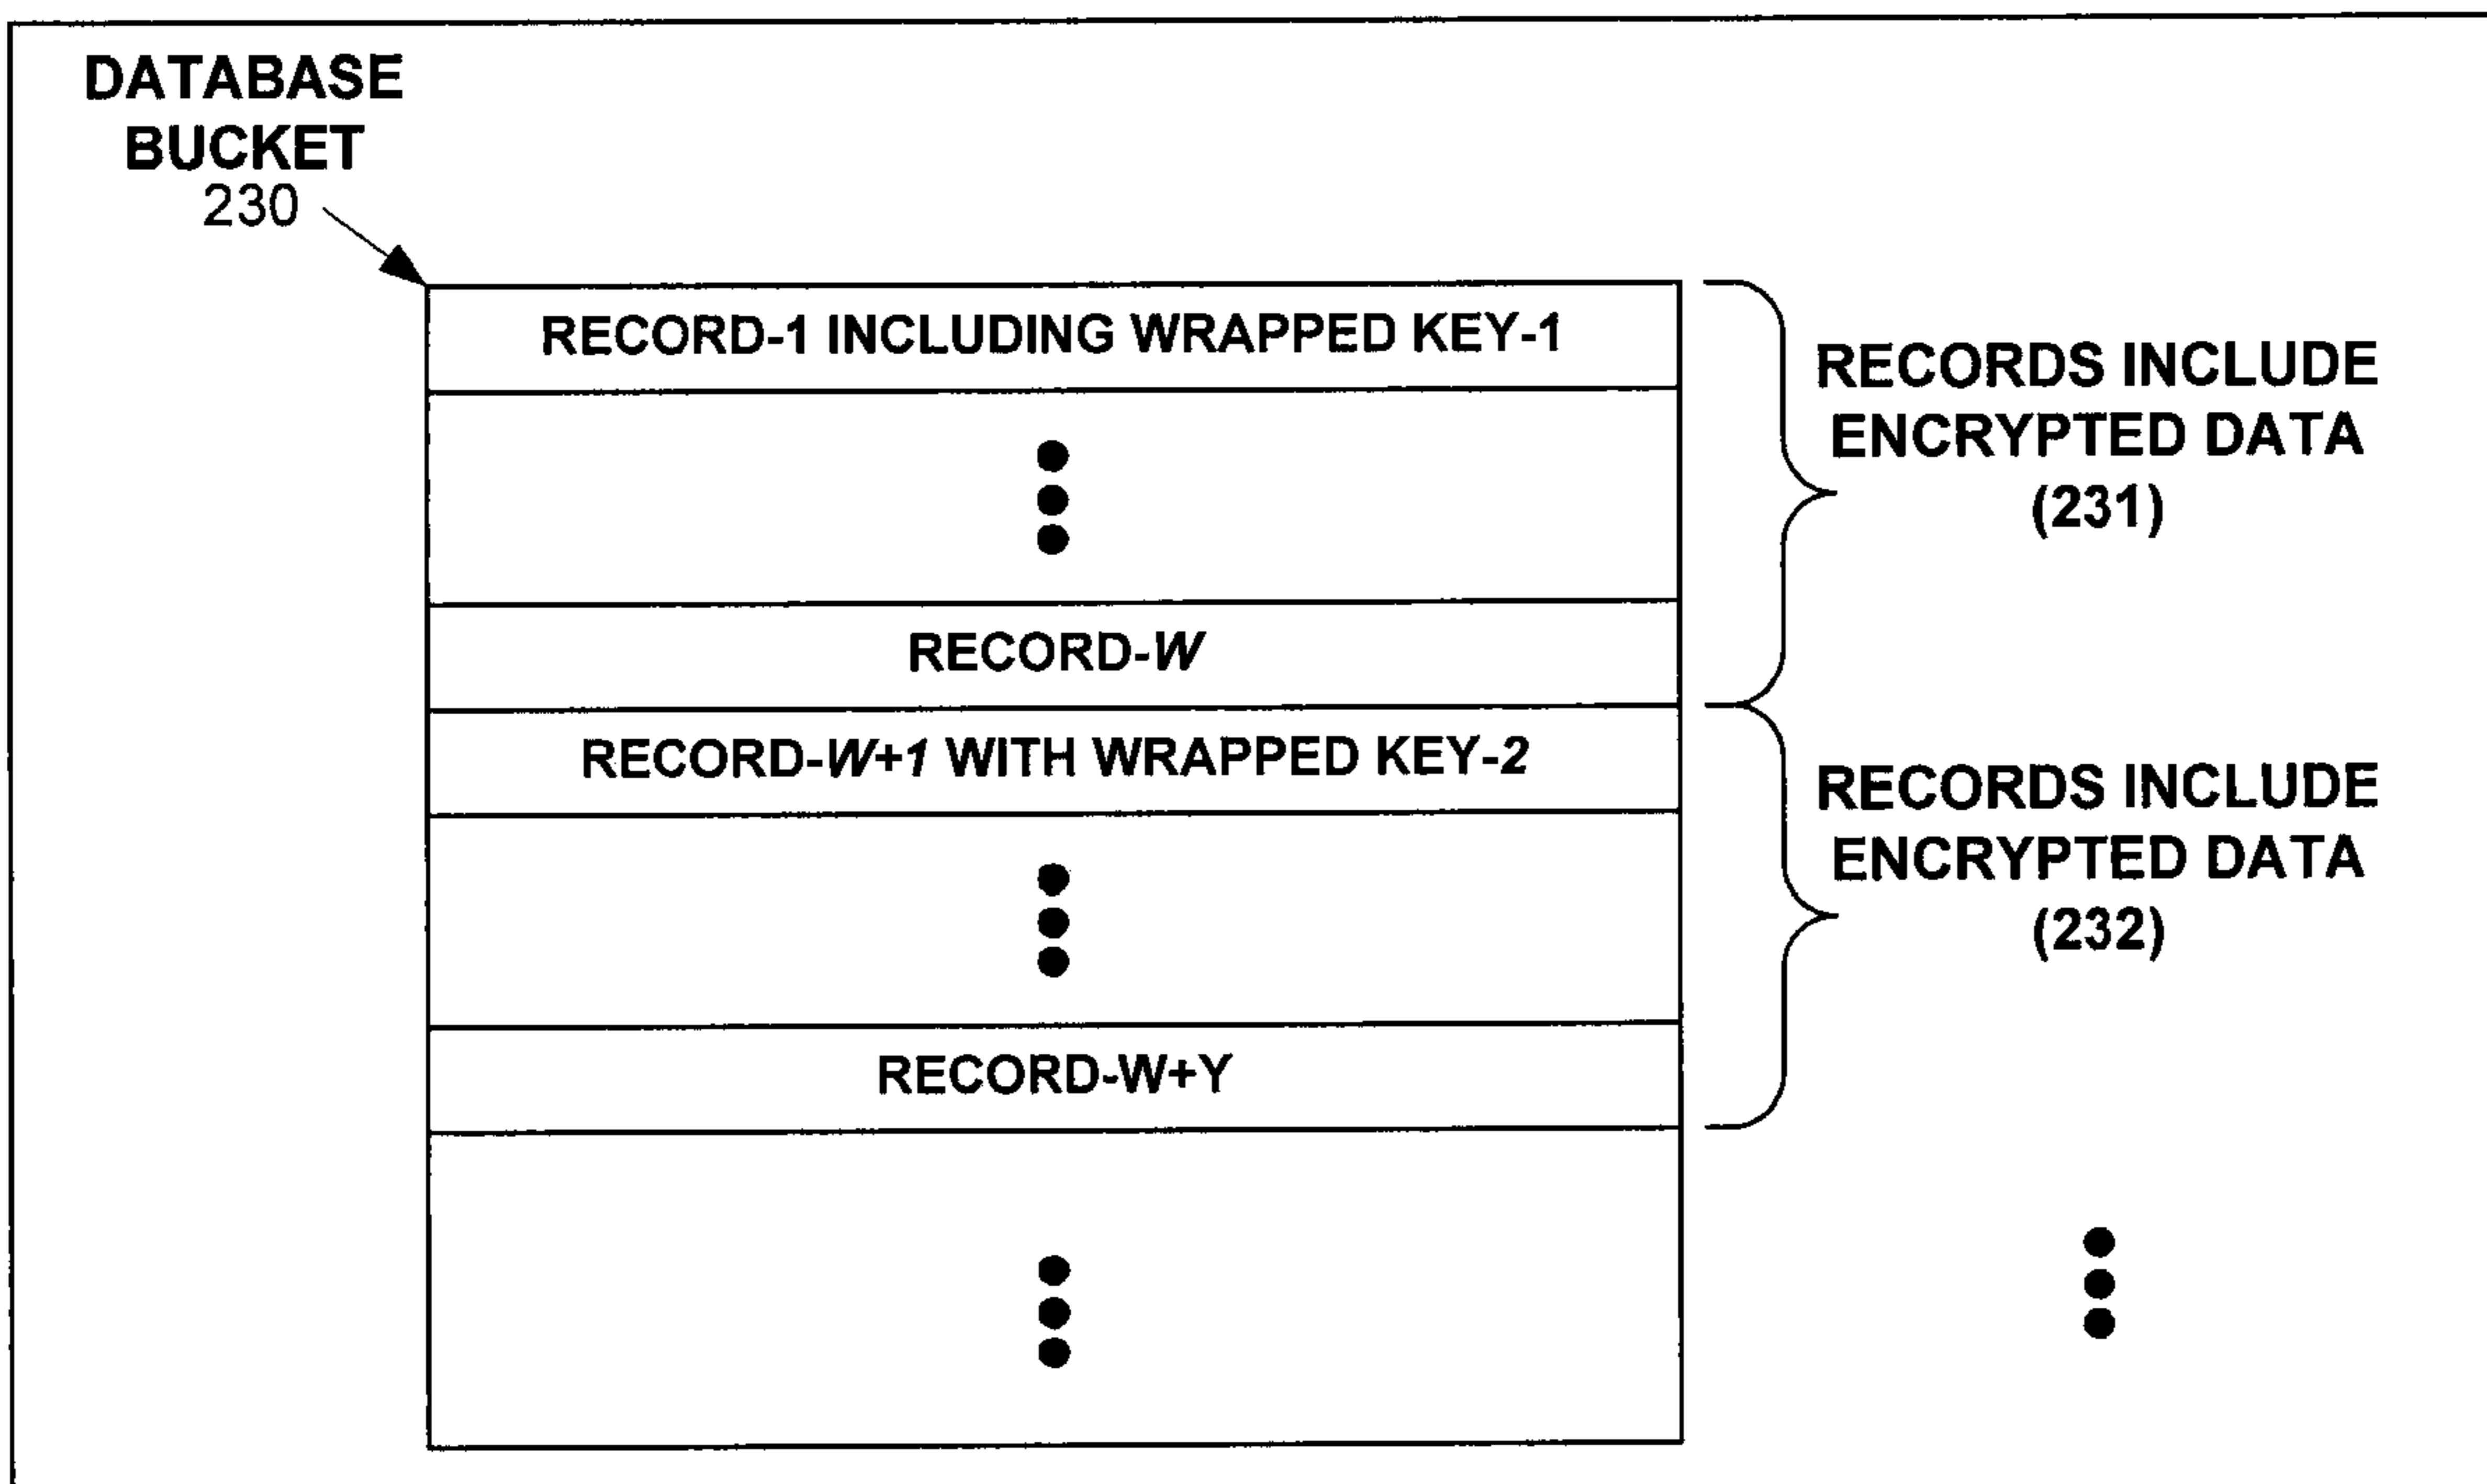 DATABASE
BUCKET
230
RECORD-1 INCLUDING WRAPPED KEY-1
RECORDS INCLUDE
ENCRYPTED DATA
(231)
RECORD-W
RECORD-W+1 WITH WRAPPED KEY-2
RECORDS INCLUDE
ENCRYPTED DATA
(232)
RECORD-W+Y